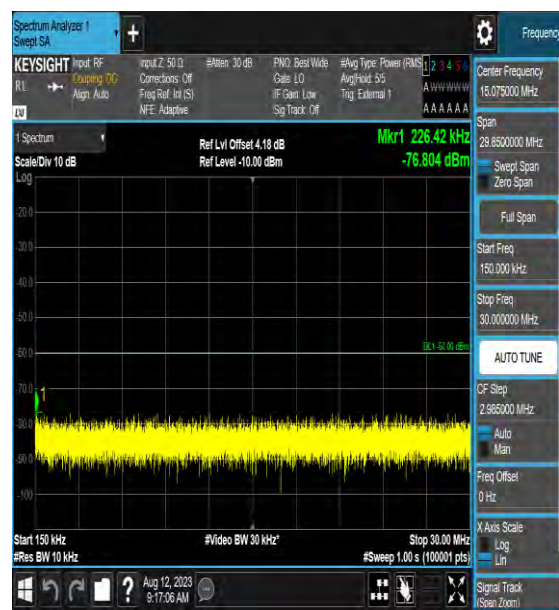 Spectrum Analyzer 1
Swept SA
Frequency
KEYSIGHT
Input: RF
Coupling: DC
Align: Auto
Input Z: 50 Ω
Corrections: Off
Freq Ref: Int (S)
NFE: Adaptive
#Atten: 30 dB
PNO: Best Wide
Gate: LO
IF Gain: Low
Sig Track: Off
#Avg Type: Power (RMS
Avg|Hold: 5/5
Trig: External 1
1 2 3 4 5 6
A W W W W W
A A A A A A
RL
LNI
1 Spectrum
Scale/Div 10 dB
Log
Ref Lvl Offset 4.18 dB
Ref Level -10.00 dBm
Mkr1 226.42 kHz
-76.804 dBm
-20.0
-30.0
-40.0
-50.0
-60.0
-70.0
-80.0
-90.0
-100
DL1 -60.00 dBm
1
Start 150 kHz
#Res BW 10 kHz
#Video BW 30 kHz*
Stop 30.00 MHz
#Sweep 1.00 s (100001 pts)
Aug 12, 2023
9:17:06 AM
Center Frequency
15.075000 MHz
Span
29.8500000 MHz
Swept Span
Zero Span
Full Span
Start Freq
150.000 kHz
Stop Freq
30.000000 MHz
AUTO TUNE
CF Step
2.985000 MHz
Auto
Man
Freq Offset
0 Hz
X Axis Scale
Log
Lin
Signal Track
(Span Zoom)